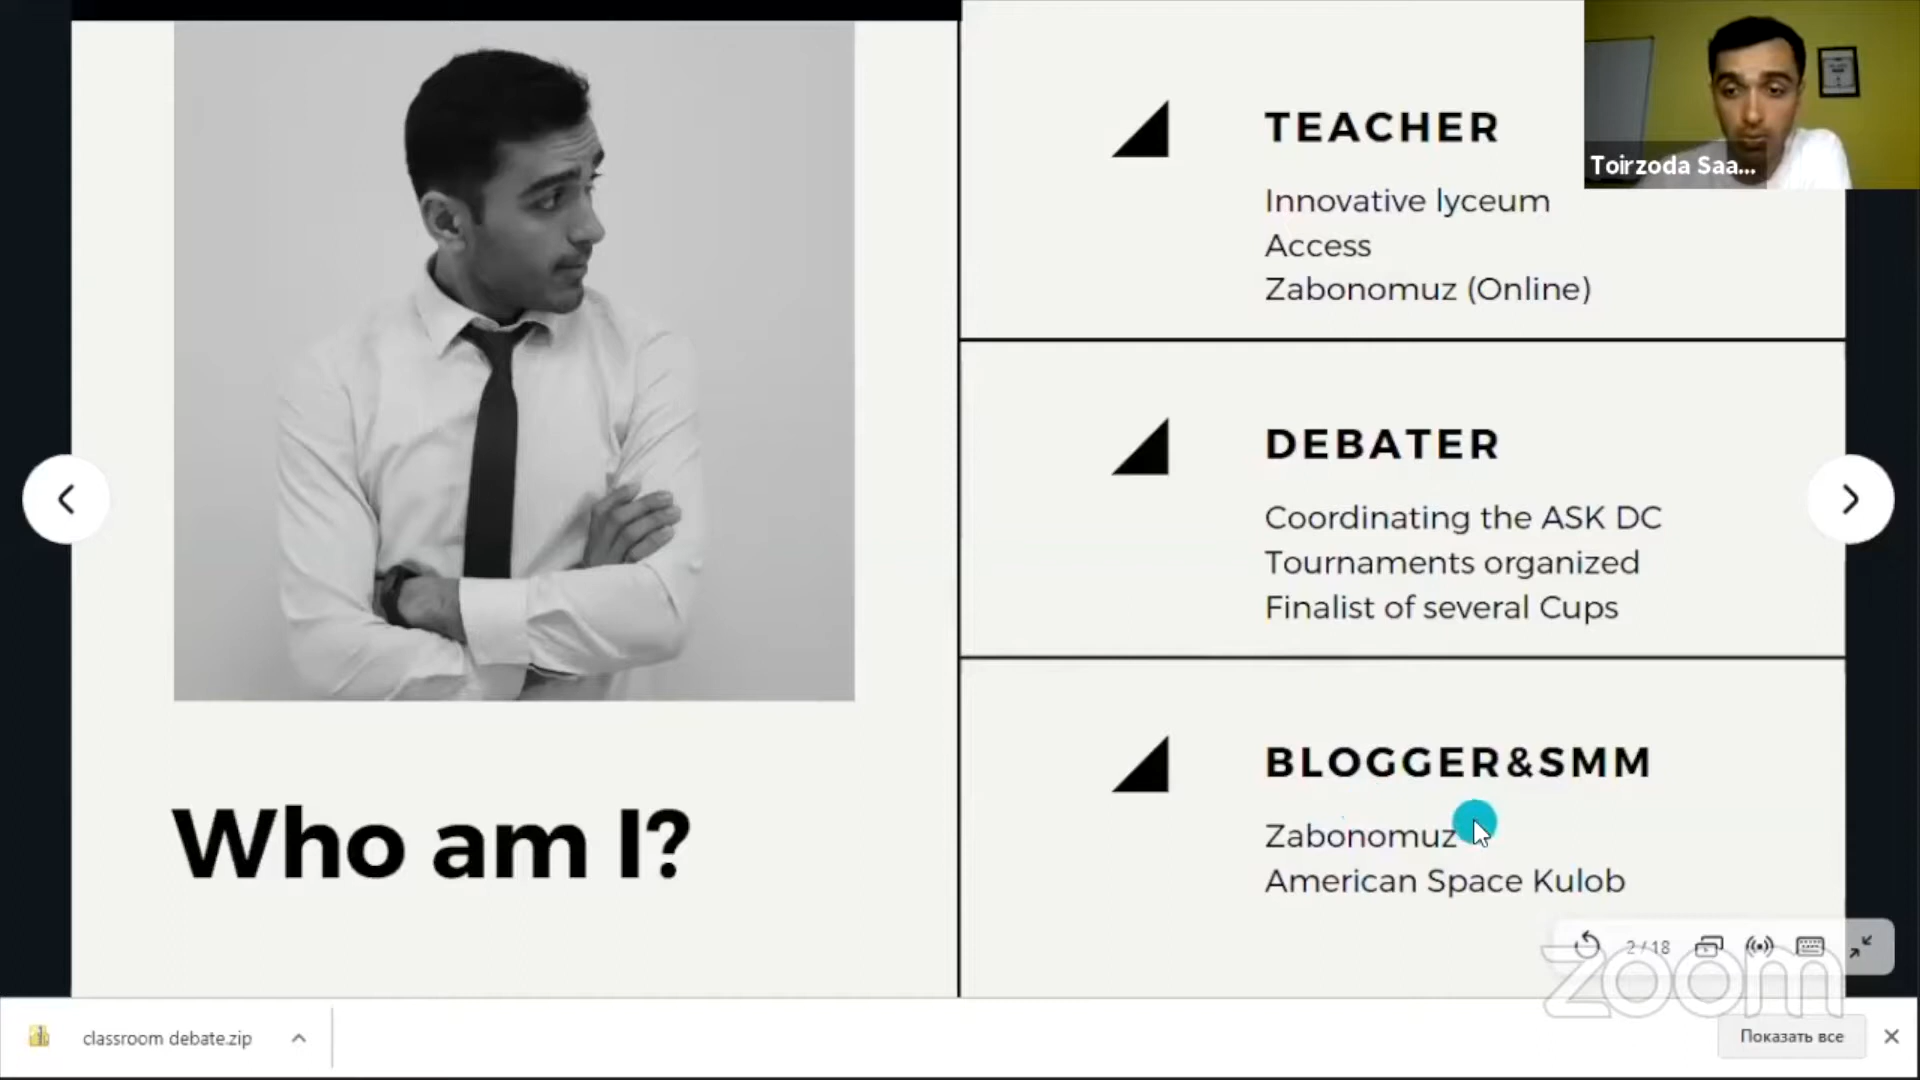 TEACHER
Innovative lyceum
Access
Zabonomuz (Online)
DEBATER
Coordinating the ASK DC
Tournaments organized
Finalist of several Cups
BLOGGER&SMM
Zabonomuz
American Space Kulob
Who am I?
Toirzoda Saa...
2/18
zoom
classroom debate.zip
Показать все